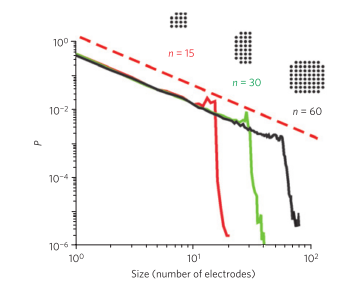 n = 15
n = 30
n = 60
10⁰
10⁻²
10⁻⁴
10⁻⁶
P
10⁰
10¹
10²
Size (number of electrodes)